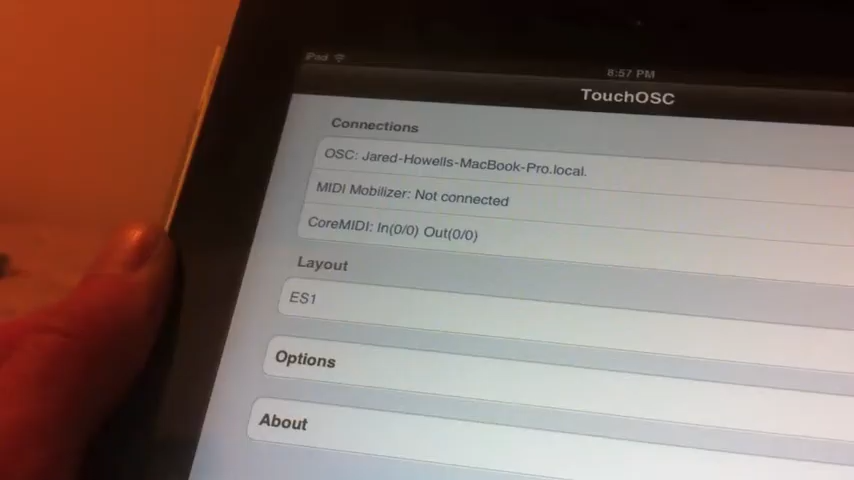 iPad
8:57 PM
TouchOSC
Connections
OSC: Jared-Howells-MacBook-Pro.local.
MIDI Mobilizer: Not connected
CoreMIDI: In(0/0) Out(0/0)
Layout
ES1
Options
About